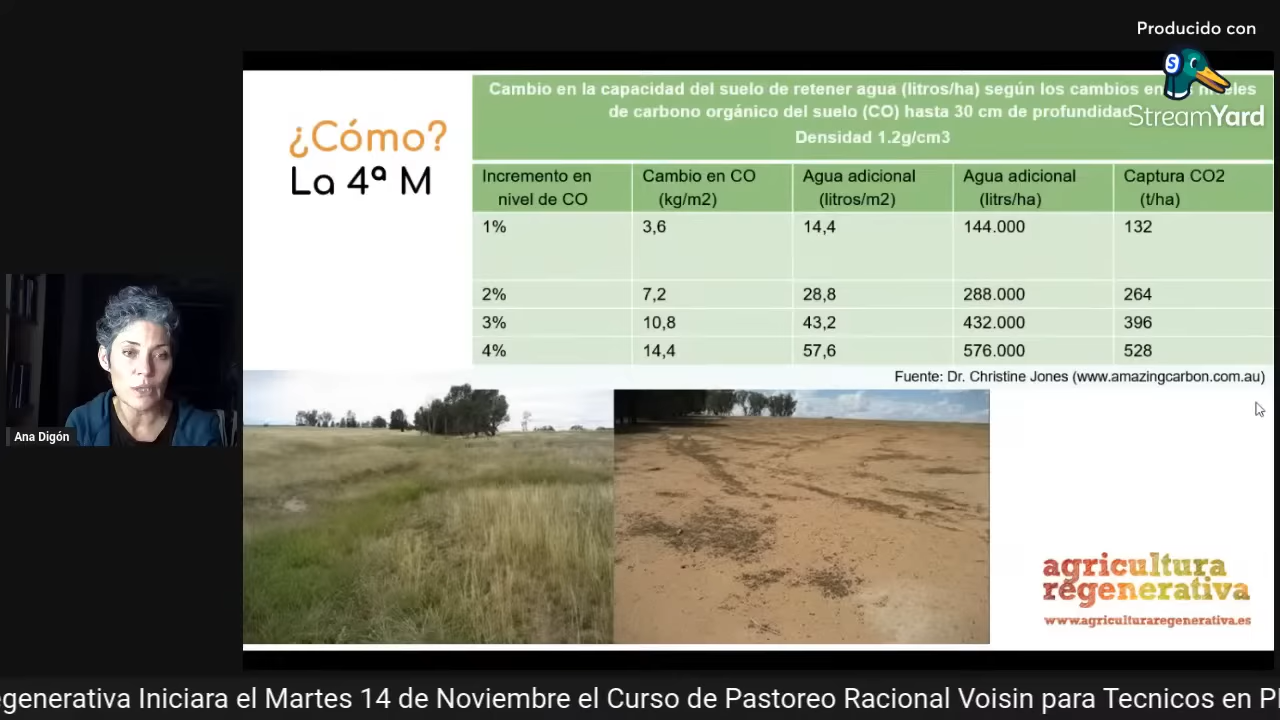 Producido con
StreamYard
¿Cómo?
La 4ª M
Cambio en la capacidad del suelo de retener agua (litros/ha) según los cambios en
de carbono orgánico del suelo (CO) hasta 30 cm de profundidad
Densidad 1.2g/cm3
Incremento en nivel de CO Cambio en CO (kg/m2) Agua adicional (litros/m2) Agua adicional (litrs/ha) Captura CO2 (t/ha)
1% 3,6 14,4 144.000 132
2% 7,2 28,8 288.000 264
3% 10,8 43,2 432.000 396
4% 14,4 57,6 576.000 528
Fuente: Dr. Christine Jones (www.amazingcarbon.com.au)
Ana Digón
agricultura
regenerativa
www.agriculturaregenerativa.es
egenerativa Iniciara el Martes 14 de Noviembre el Curso de Pastoreo Racional Voisin para Tecnicos en